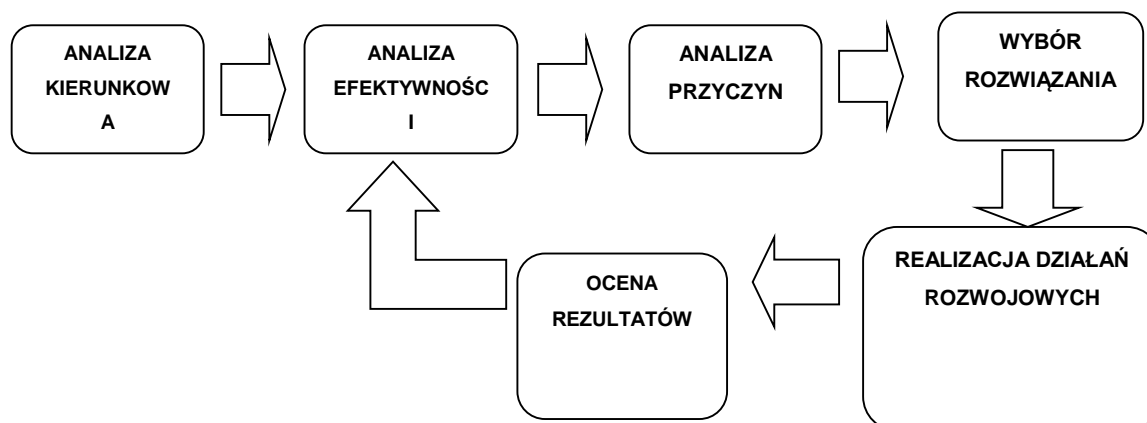 ANALIZA
KIERUNKOW
A
ANALIZA
EFEKTYWNOŚC
I
ANALIZA
PRZYCZYN
WYBÓR
ROZWIĄZANIA
REALIZACJA DZIAŁAŃ
ROZWOJOWYCH
OCENA
REZULTATÓW